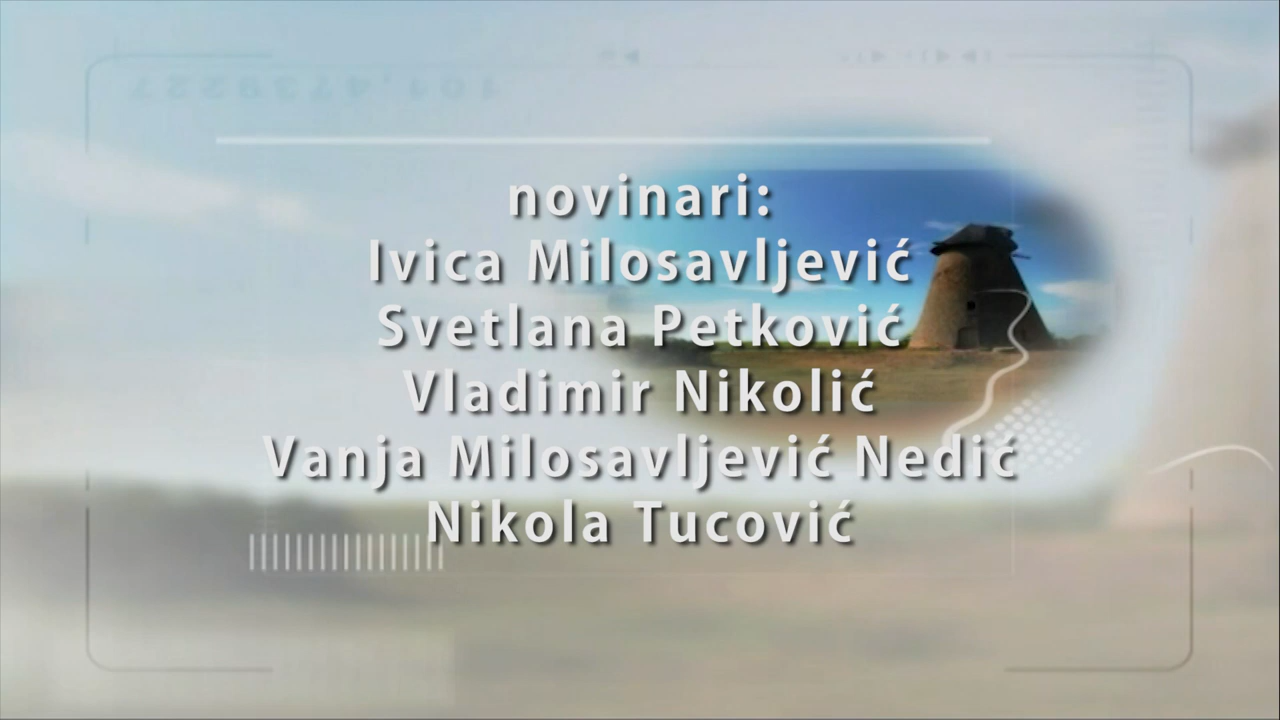 novinari:
Ivica Milosavljević
Svetlana Petković
Vladimir Nikolić
Vanja Milosavljević Nedić
Nikola Tucović